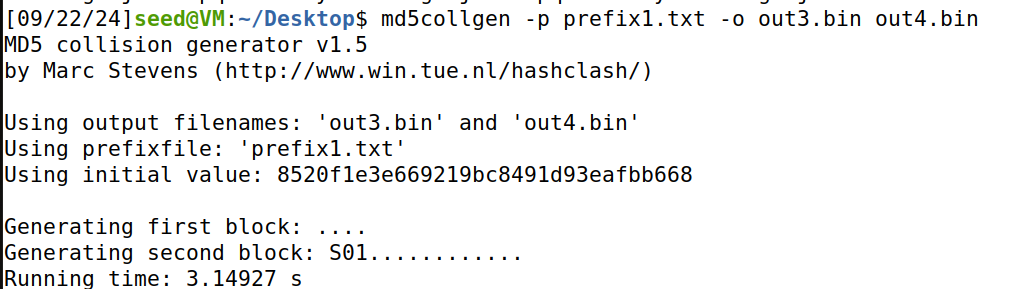 [09/22/24]seed@VM:~/Desktop$ md5collgen -p prefix1.txt -o out3.bin out4.bin
MD5 collision generator v1.5
by Marc Stevens (http://www.win.tue.nl/hashclash/)
Using output filenames: 'out3.bin' and 'out4.bin'
Using prefixfile: 'prefix1.txt'
Using initial value: 8520f1e3e669219bc8491d93eafbb668
Generating first block: ....
Generating second block: S01............
Running time: 3.14927 s